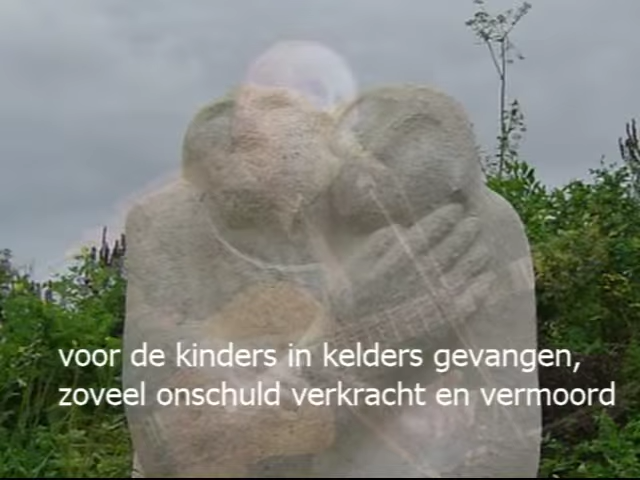 voor de kinders in kelders gevangen,
zoveel onschuld verkracht en vermoord